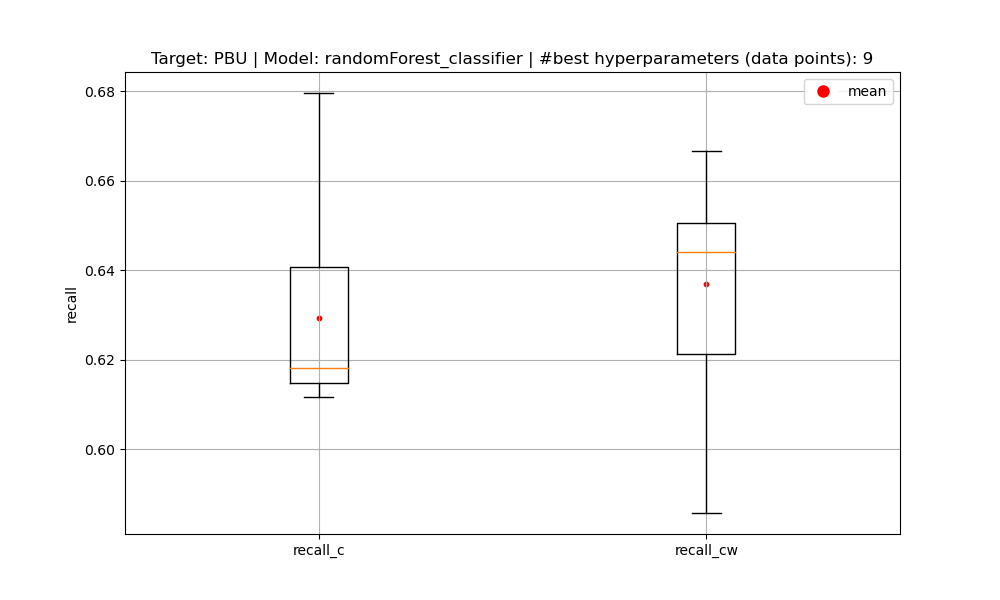 Target: PBU | Model: randomForest_classifier | #best hyperparameters (data points): 9
mean
0.68
0.66
0.64
0.62
0.60
recall
recall_c
recall_cw